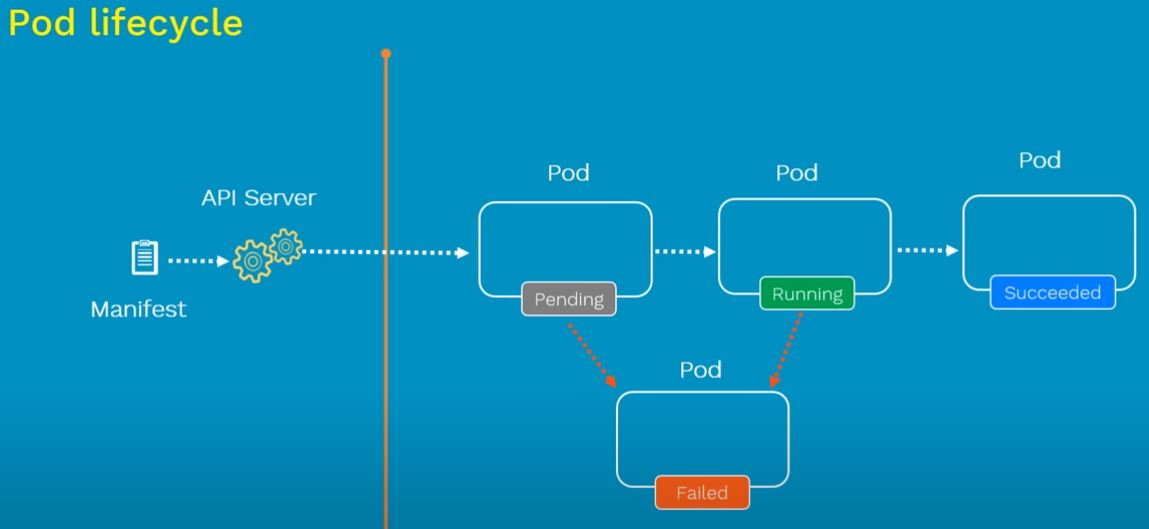 Pod lifecycle
API Server
Manifest
Pod
Pending
Pod
Running
Pod
Succeeded
Pod
Failed